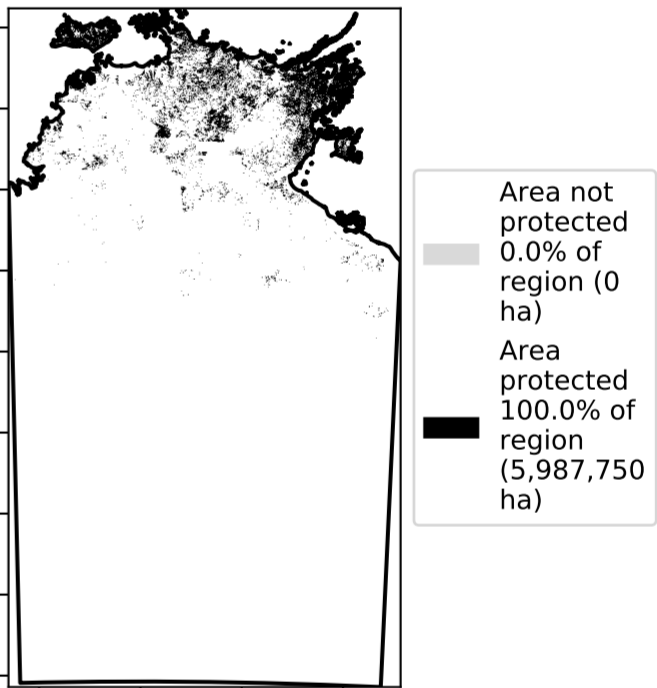 Area not
protected
0.0% of
region (0
ha)
Area
protected
100.0% of
region
(5,987,750
ha)